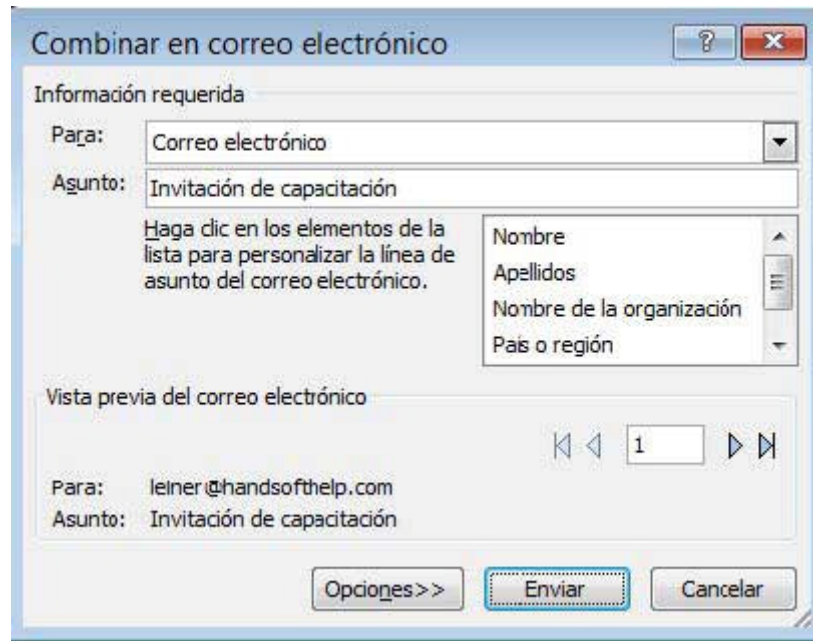 Combinar en correo electrónico
Información requerida
Para: Correo electrónico
Asunto: Invitación de capacitación
Haga clic en los elementos de la
lista para personalizar la línea de
asunto del correo electrónico.
Nombre
Apellidos
Nombre de la organización
País o región
Vista previa del correo electrónico
1
Para: leiner@handsofthelp.com
Asunto: Invitación de capacitación
Opciones>> Enviar Cancelar